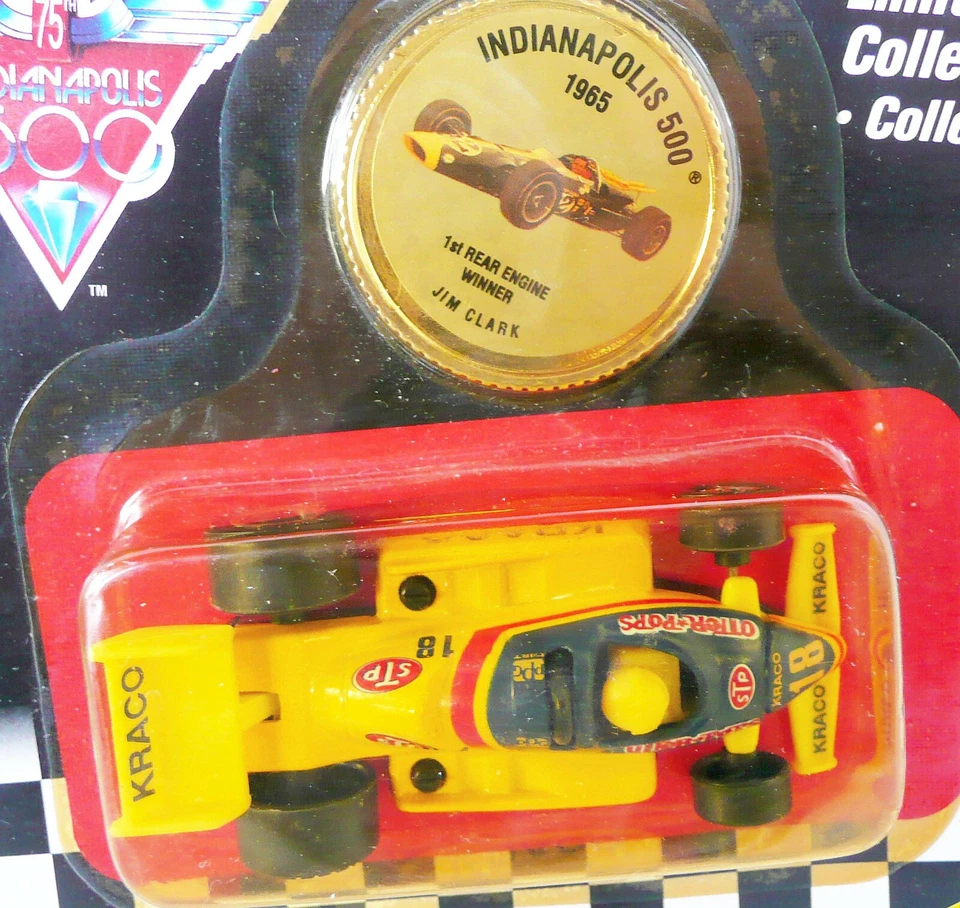 75TH
INDIANAPOLIS
500
TM
Colle
• Colle
INDIANAPOLIS 500®
1965
1st REAR ENGINE
WINNER
JIM CLARK
KRACO
KRACO
18
STP
OTTER-POPS
STP
KRACO
18
KRACO
KRACO